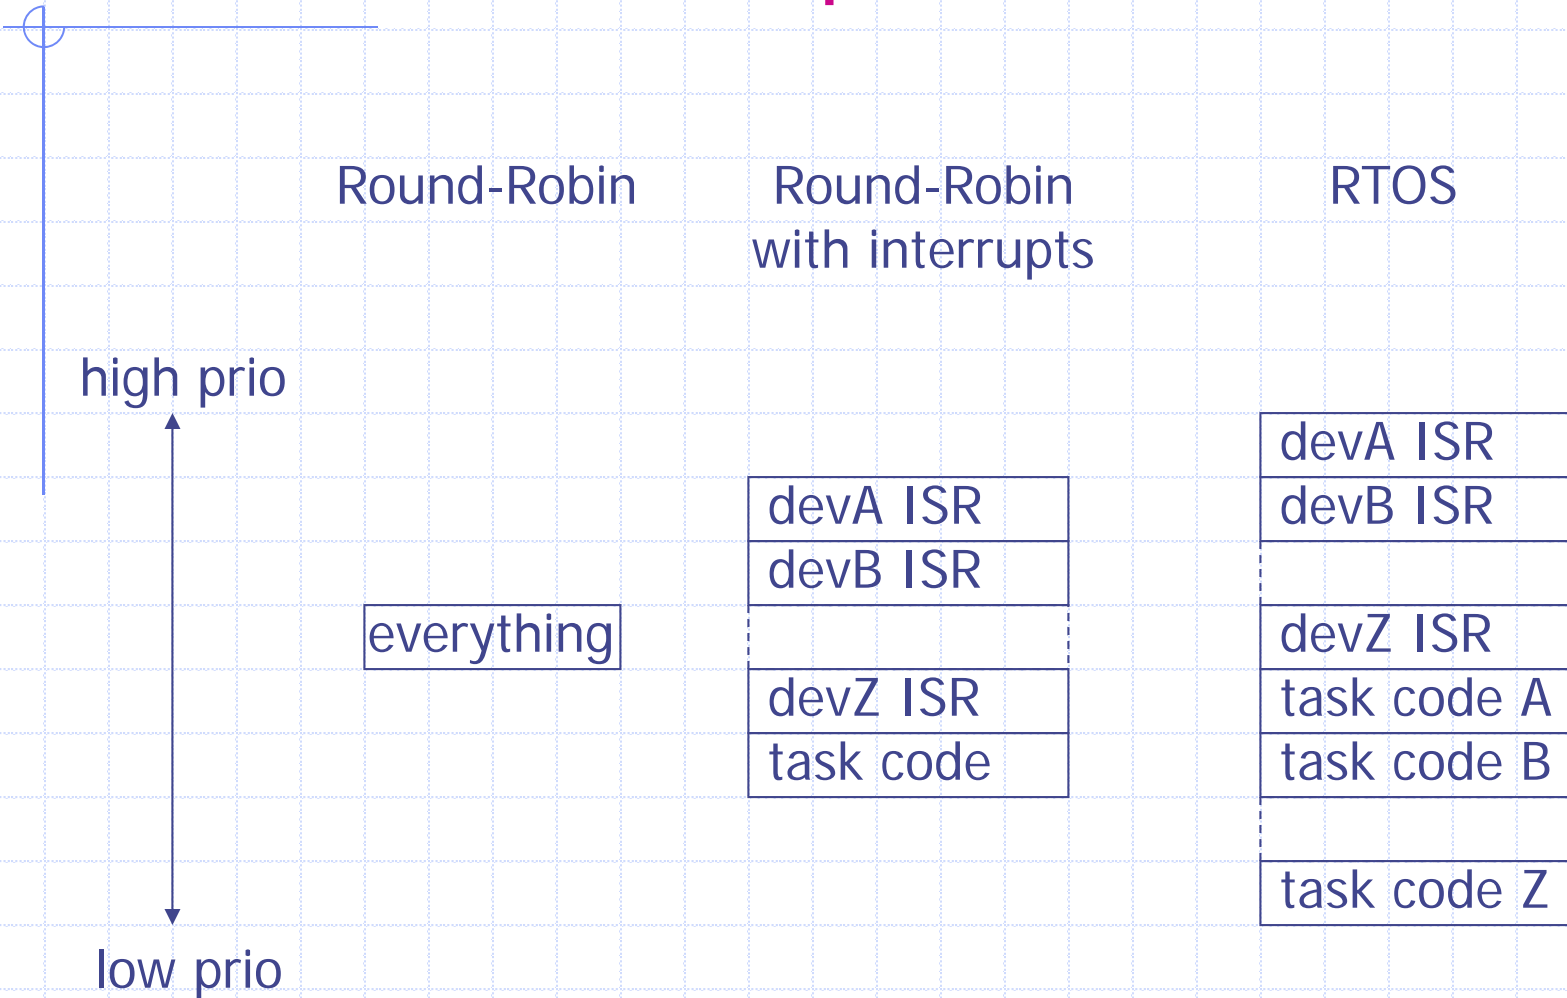 Round-Robin
Round-Robin
with interrupts
RTOS
high prio
low prio
everything
devA ISR
devB ISR
devZ ISR
task code
devA ISR
devB ISR
devZ ISR
task code A
task code B
task code Z